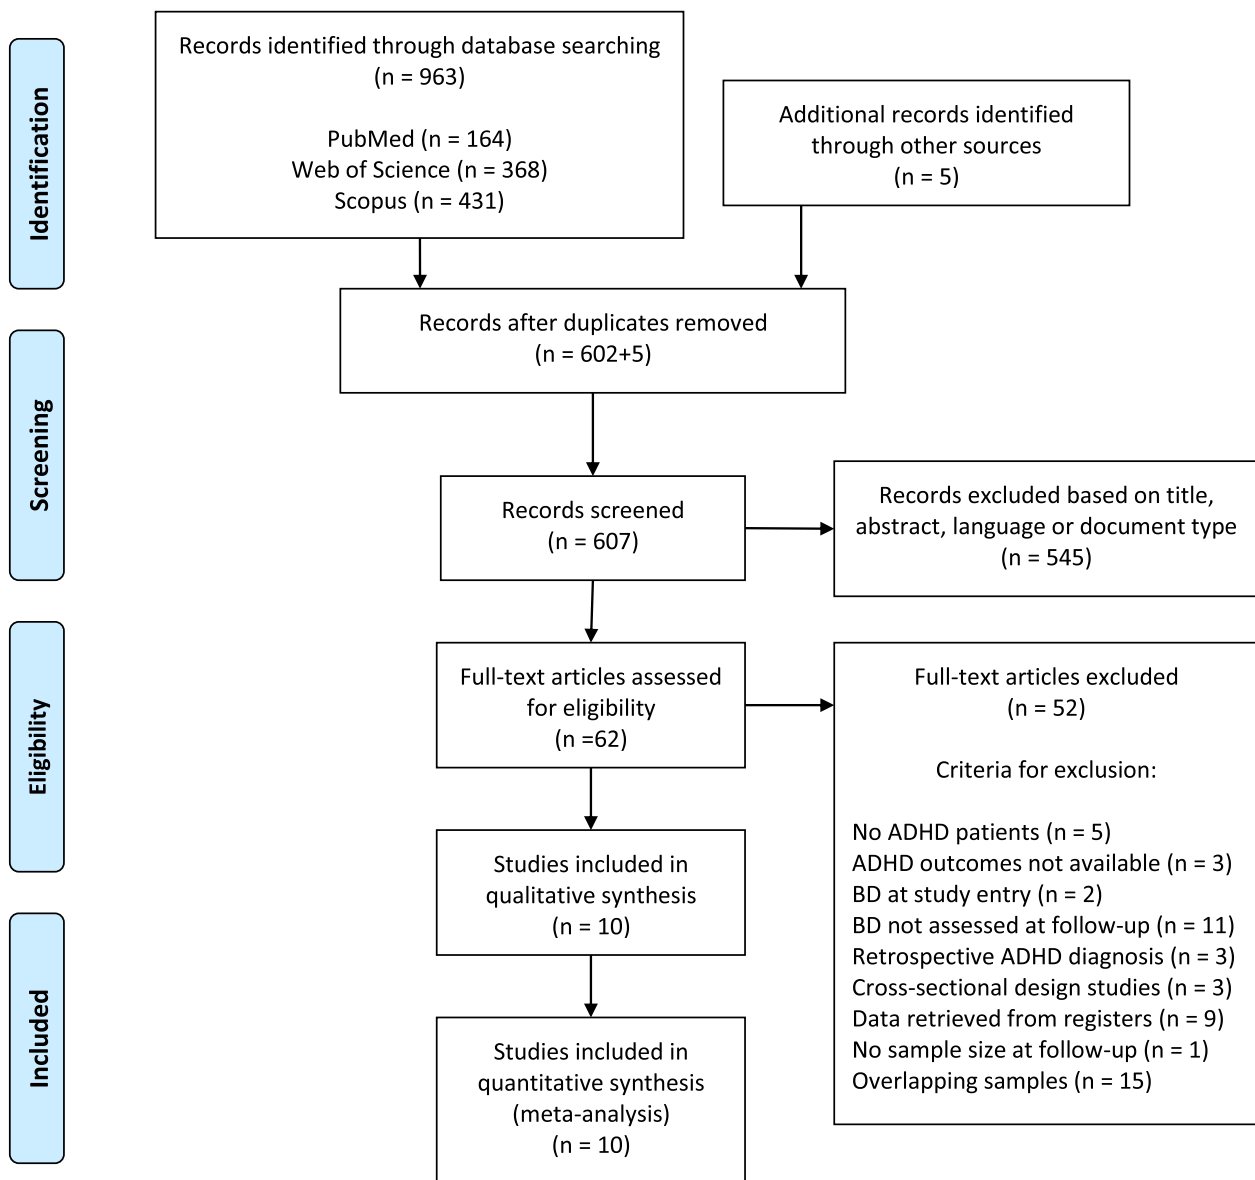 Identification
Records identified through database searching
(n = 963)
PubMed (n = 164)
Web of Science (n = 368)
Scopus (n = 431)
Additional records identified
through other sources
(n = 5)
Records after duplicates removed
(n = 602+5)
Screening
Records screened
(n = 607)
Records excluded based on title,
abstract, language or document type
(n = 545)
Eligibility
Full-text articles assessed
for eligibility
(n =62)
Full-text articles excluded
(n = 52)
Criteria for exclusion:
No ADHD patients (n = 5)
ADHD outcomes not available (n = 3)
BD at study entry (n = 2)
BD not assessed at follow-up (n = 11)
Retrospective ADHD diagnosis (n = 3)
Cross-sectional design studies (n = 3)
Data retrieved from registers (n = 9)
No sample size at follow-up (n = 1)
Overlapping samples (n = 15)
Studies included in
qualitative synthesis
(n = 10)
Included
Studies included in
quantitative synthesis
(meta-analysis)
(n = 10)